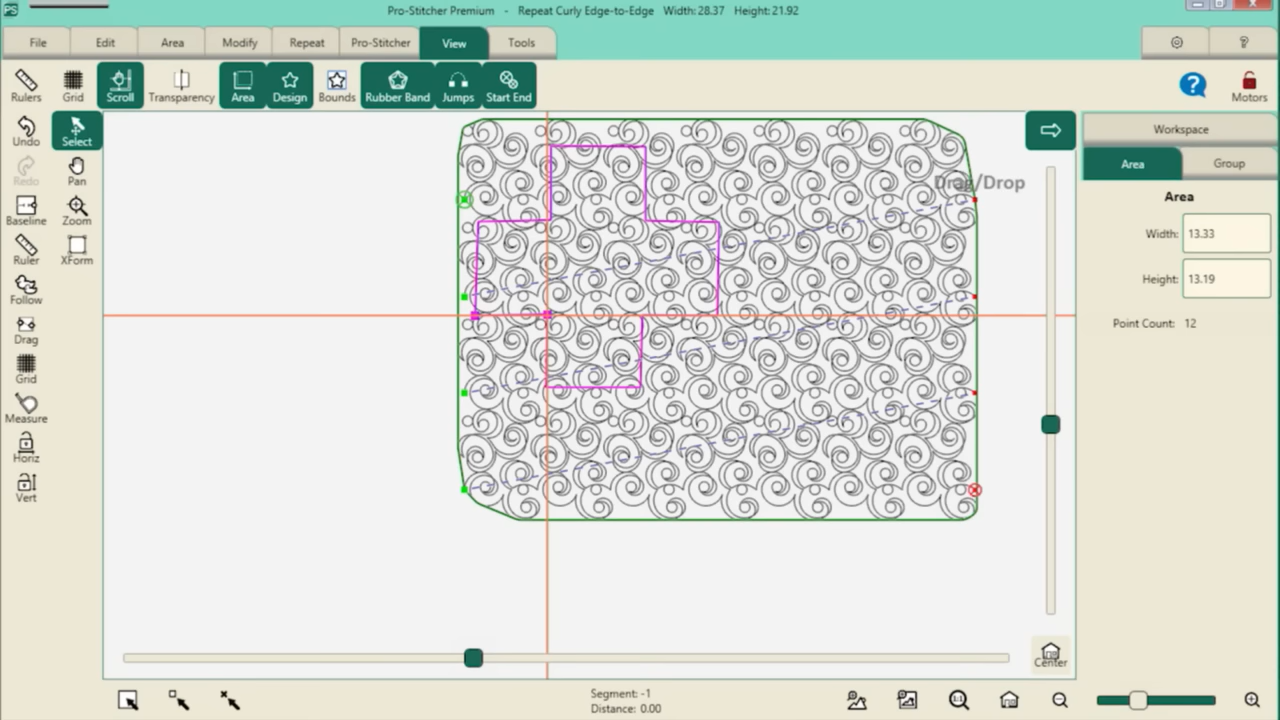 PS
Pro-Stitcher Premium - Repeat Curly Edge-to-Edge Width: 28.37 Height: 21.92
File Edit Area Modify Repeat Pro-Stitcher View Tools ?
Rulers Grid Scroll Transparency Area Design Bounds Rubber Band Jumps Start End ? Motors
Undo Select
Redo Pan
Baseline Zoom
Ruler XForm
Follow
Drag
Grid
Measure
Horiz
Vert
Drag/Drop
Workspace
Area Group
Area
Width: 13.33
Height: 13.19
Point Count: 12
Center
Segment: -1
Distance: 0.00
1:1